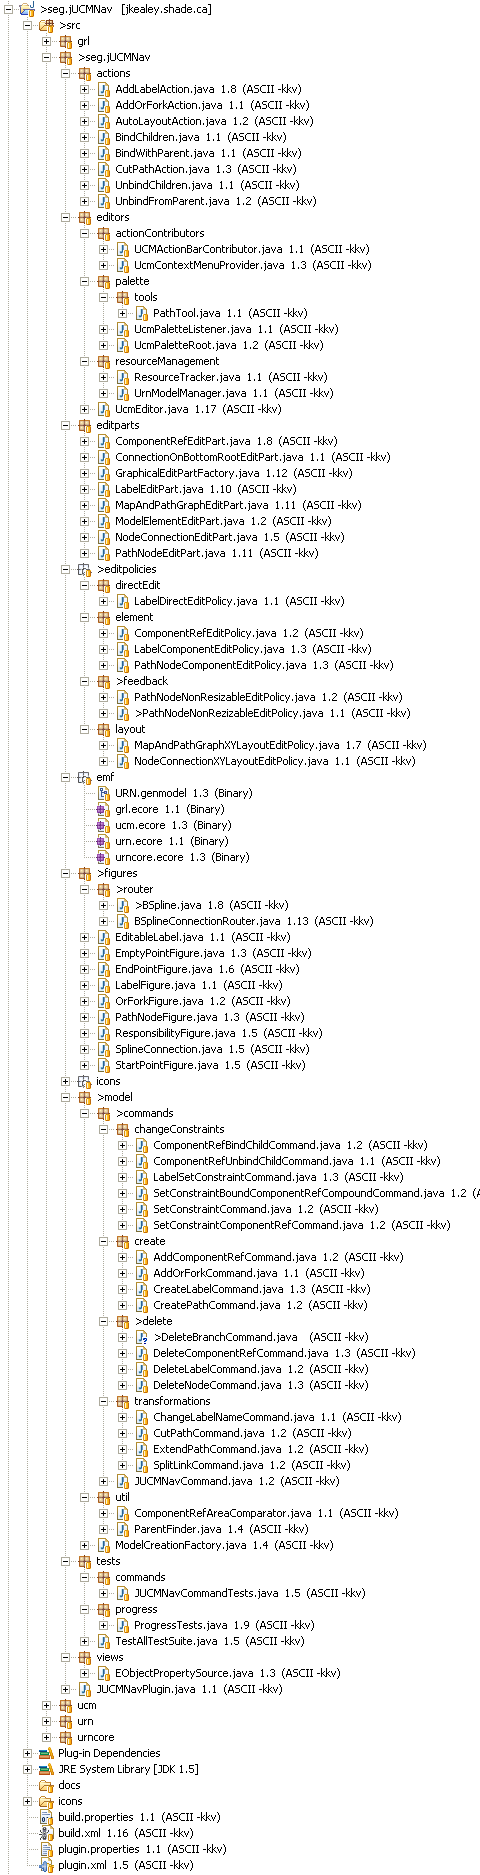 >seg.jUCMNav [jkealey.shade.ca]
>src
grl
>seg.jUCMNav
actions
AddLabelAction.java 1.8 (ASCII -kkv)
AddOrForkAction.java 1.1 (ASCII -kkv)
AutoLayoutAction.java 1.2 (ASCII -kkv)
BindChildren.java 1.1 (ASCII -kkv)
BindWithParent.java 1.1 (ASCII -kkv)
CutPathAction.java 1.3 (ASCII -kkv)
UnbindChildren.java 1.1 (ASCII -kkv)
UnbindFromParent.java 1.2 (ASCII -kkv)
editors
actionContributors
UCMActionBarContributor.java 1.1 (ASCII -kkv)
UcmContextMenuProvider.java 1.3 (ASCII -kkv)
palette
tools
PathTool.java 1.1 (ASCII -kkv)
UcmPaletteListener.java 1.1 (ASCII -kkv)
UcmPaletteRoot.java 1.2 (ASCII -kkv)
resourceManagement
ResourceTracker.java 1.1 (ASCII -kkv)
UrnModelManager.java 1.1 (ASCII -kkv)
UcmEditor.java 1.17 (ASCII -kkv)
editparts
ComponentRefEditPart.java 1.8 (ASCII -kkv)
ConnectionOnBottomRootEditPart.java 1.1 (ASCII -kkv)
GraphicalEditPartFactory.java 1.12 (ASCII -kkv)
LabelEditPart.java 1.10 (ASCII -kkv)
MapAndPathGraphEditPart.java 1.11 (ASCII -kkv)
ModelElementEditPart.java 1.2 (ASCII -kkv)
NodeConnectionEditPart.java 1.5 (ASCII -kkv)
PathNodeEditPart.java 1.11 (ASCII -kkv)
>editpolicies
directEdit
LabelDirectEditPolicy.java 1.1 (ASCII -kkv)
element
ComponentRefEditPolicy.java 1.2 (ASCII -kkv)
LabelComponentEditPolicy.java 1.3 (ASCII -kkv)
PathNodeComponentEditPolicy.java 1.3 (ASCII -kkv)
>feedback
PathNodeNonResizableEditPolicy.java 1.2 (ASCII -kkv)
>PathNodeNonRezizableEditPolicy.java 1.1 (ASCII -kkv)
layout
MapAndPathGraphXYLayoutEditPolicy.java 1.7 (ASCII -kkv)
NodeConnectionXYLayoutEditPolicy.java 1.1 (ASCII -kkv)
emf
URN.genmodel 1.3 (Binary)
grl.ecore 1.1 (Binary)
ucm.ecore 1.3 (Binary)
urn.ecore 1.1 (Binary)
urncore.ecore 1.3 (Binary)
>figures
>router
>BSpline.java 1.8 (ASCII -kkv)
BSplineConnectionRouter.java 1.13 (ASCII -kkv)
EditableLabel.java 1.1 (ASCII -kkv)
EmptyPointFigure.java 1.3 (ASCII -kkv)
EndPointFigure.java 1.6 (ASCII -kkv)
LabelFigure.java 1.1 (ASCII -kkv)
OrForkFigure.java 1.2 (ASCII -kkv)
PathNodeFigure.java 1.3 (ASCII -kkv)
ResponsibilityFigure.java 1.5 (ASCII -kkv)
SplineConnection.java 1.5 (ASCII -kkv)
StartPointFigure.java 1.5 (ASCII -kkv)
icons
>model
>commands
changeConstraints
ComponentRefBindChildCommand.java 1.2 (ASCII -kkv)
ComponentRefUnbindChildCommand.java 1.1 (ASCII -kkv)
LabelSetConstraintCommand.java 1.3 (ASCII -kkv)
SetConstraintBoundComponentRefCompoundCommand.java 1.2 (A
SetConstraintCommand.java 1.2 (ASCII -kkv)
SetConstraintComponentRefCommand.java 1.2 (ASCII -kkv)
create
AddComponentRefCommand.java 1.2 (ASCII -kkv)
AddOrForkCommand.java 1.1 (ASCII -kkv)
CreateLabelCommand.java 1.3 (ASCII -kkv)
CreatePathCommand.java 1.2 (ASCII -kkv)
>delete
>DeleteBranchCommand.java (ASCII -kkv)
DeleteComponentRefCommand.java 1.3 (ASCII -kkv)
DeleteLabelCommand.java 1.2 (ASCII -kkv)
DeleteNodeCommand.java 1.3 (ASCII -kkv)
transformations
ChangeLabelNameCommand.java 1.1 (ASCII -kkv)
CutPathCommand.java 1.2 (ASCII -kkv)
ExtendPathCommand.java 1.2 (ASCII -kkv)
SplitLinkCommand.java 1.2 (ASCII -kkv)
JUCMNavCommand.java 1.2 (ASCII -kkv)
util
ComponentRefAreaComparator.java 1.1 (ASCII -kkv)
ParentFinder.java 1.4 (ASCII -kkv)
ModelCreationFactory.java 1.4 (ASCII -kkv)
tests
commands
JUCMNavCommandTests.java 1.5 (ASCII -kkv)
progress
ProgressTests.java 1.9 (ASCII -kkv)
TestAllTestSuite.java 1.5 (ASCII -kkv)
views
EObjectPropertySource.java 1.3 (ASCII -kkv)
JUCMNavPlugin.java 1.1 (ASCII -kkv)
ucm
urn
urncore
Plug-in Dependencies
JRE System Library [JDK 1.5]
docs
icons
build.properties 1.1 (ASCII -kkv)
build.xml 1.16 (ASCII -kkv)
plugin.properties 1.1 (ASCII -kkv)
plugin.xml 1.5 (ASCII -kkv)